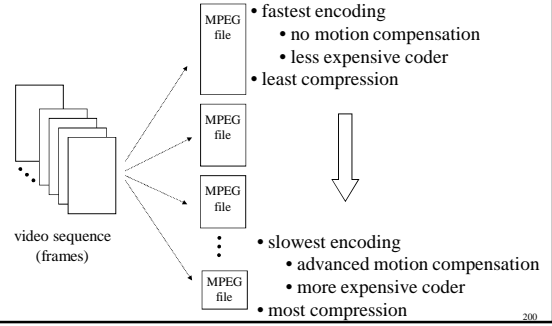 MPEG
file
• fastest encoding
• no motion compensation
• less expensive coder
• least compression
MPEG
file
MPEG
file
video sequence
(frames)
• slowest encoding
• advanced motion compensation
• more expensive coder
MPEG
file
• most compression
200